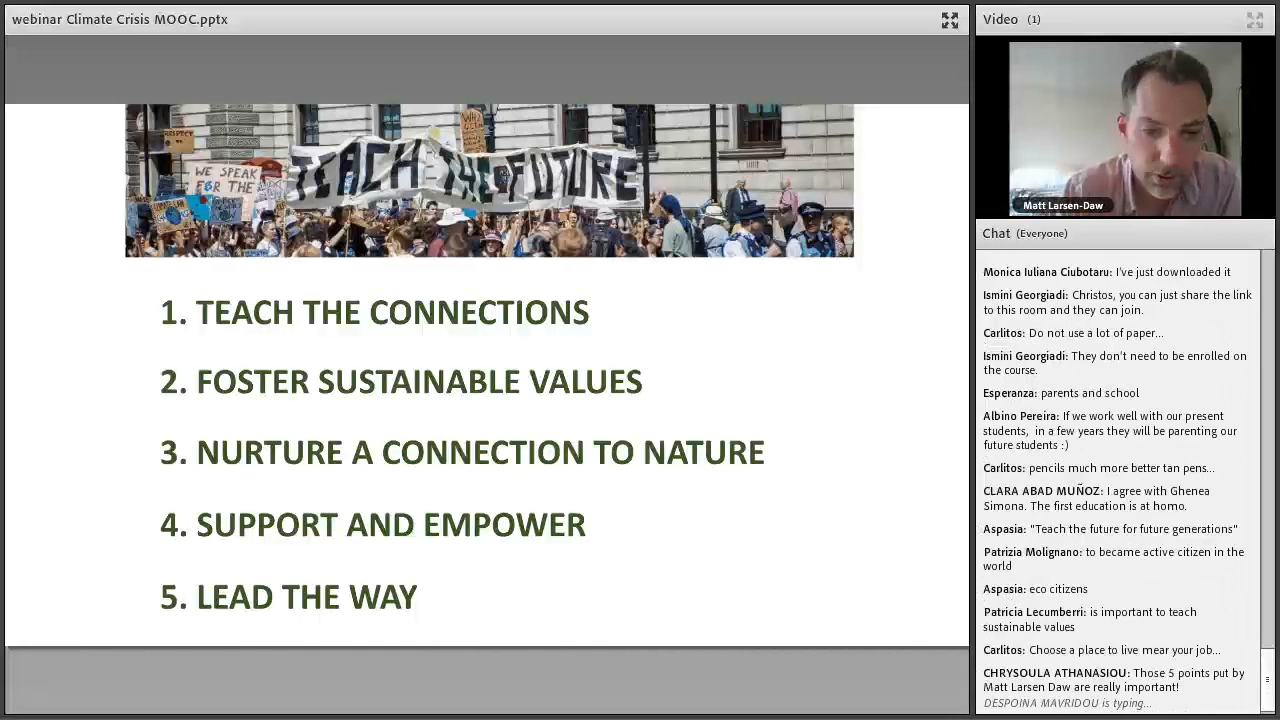 webinar Climate Crisis MOOC.pptx
RESPECT
WE SPEAK
FOR THE
TEACH THE FUTURE
1. TEACH THE CONNECTIONS
2. FOSTER SUSTAINABLE VALUES
3. NURTURE A CONNECTION TO NATURE
4. SUPPORT AND EMPOWER
5. LEAD THE WAY
Video (1)
Matt Larsen-Daw
Chat (Everyone)
Monica Iuliana Ciubotaru: I've just downloaded it
Ismini Georgiadi: Christos, you can just share the link
to this room and they can join.
Carlitos: Do not use a lot of paper...
Ismini Georgiadi: They don't need to be enrolled on
the course.
Esperanza: parents and school
Albino Pereira: If we work well with our present
students, in a few years they will be parenting our
future students :)
Carlitos: pencils much more better tan pens...
CLARA ABAD MUÑOZ: I agree with Ghenea
Simona. The first education is at homo.
Aspasia: "Teach the future for future generations"
Patrizia Molignano: to became active citizen in the
world
Aspasia: eco citizens
Patricia Lecumberri: is important to teach
sustainable values
Carlitos: Choose a place to live mear your job...
CHRYSOULA ATHANASIOU: Those 5 points put by
Matt Larsen Daw are really important!
DESPOINA MAVRIDOU is typing...